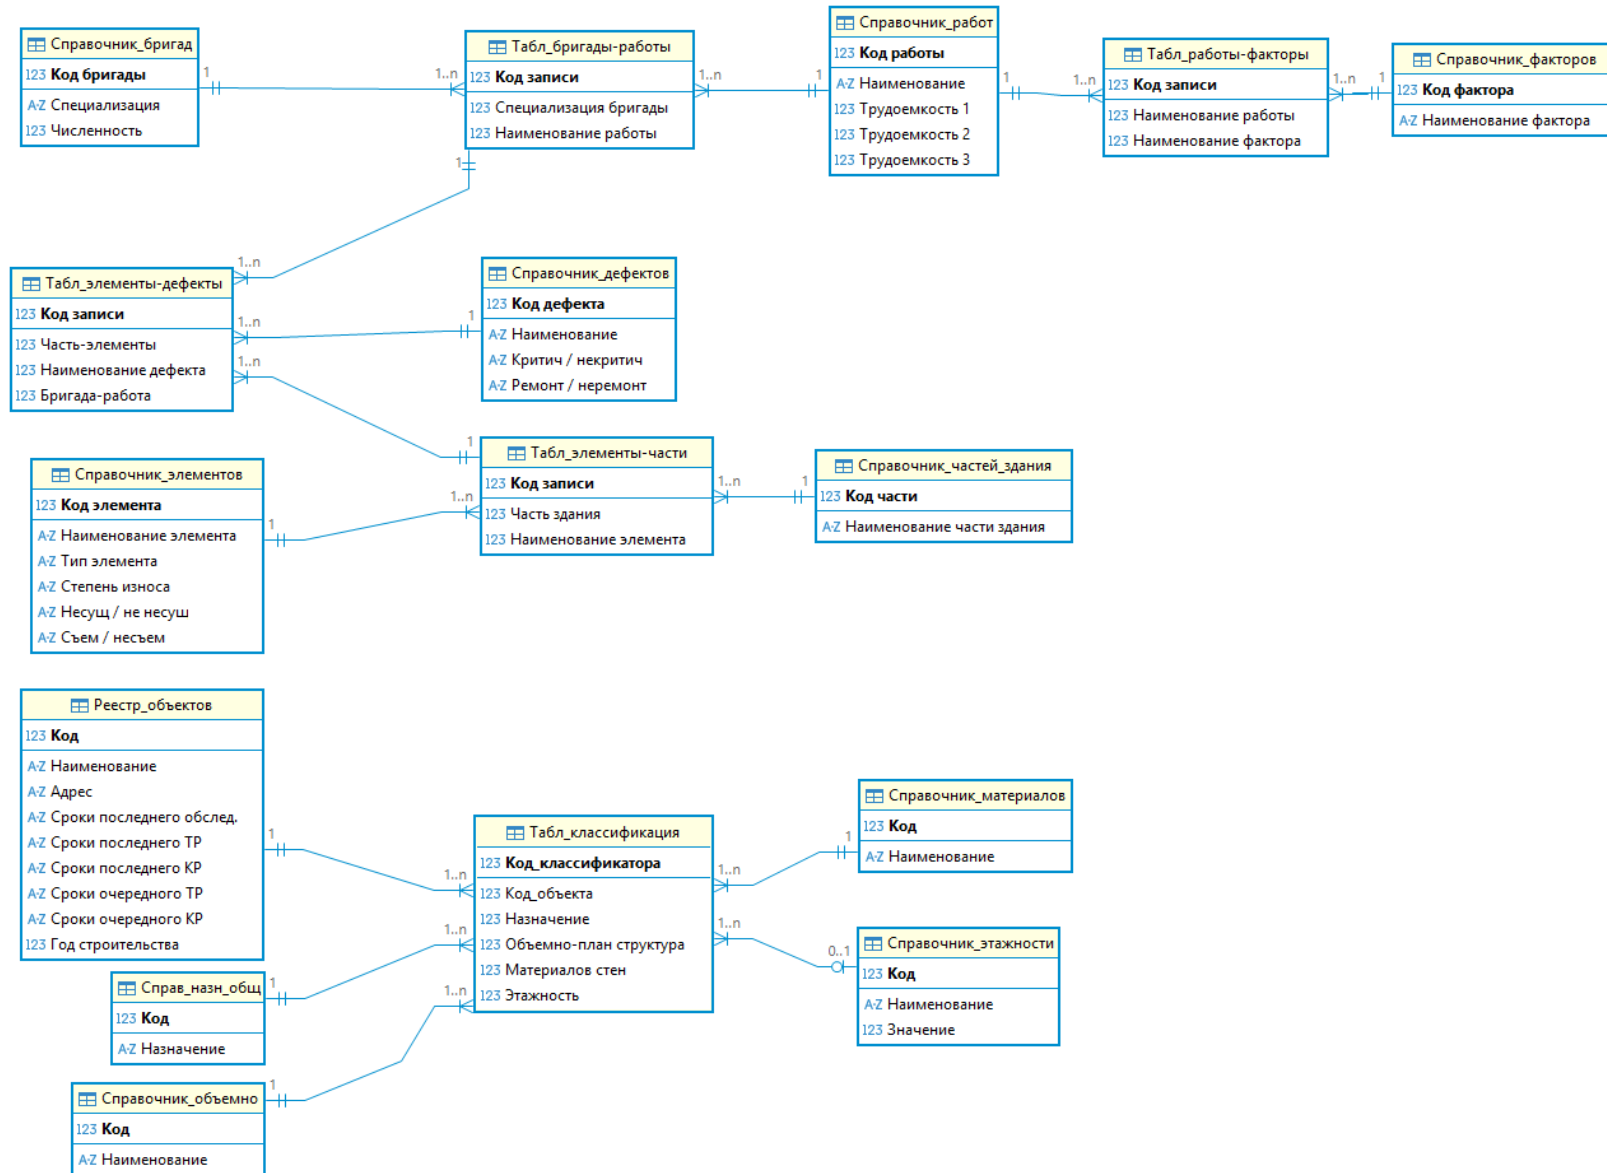 Справочник_бригад
123 Код бригады
A-Z Специализация
123 Численность
1
1..n
Табл_бригады-работы
123 Код записи
123 Специализация бригады
123 Наименование работы
1..n
1
1
Справочник_работ
123 Код работы
A-Z Наименование
123 Трудоемкость 1
123 Трудоемкость 2
123 Трудоемкость 3
1
1..n
Табл_работы-факторы
123 Код записи
123 Наименование работы
123 Наименование фактора
1..n
1
Справочник_факторов
123 Код фактора
A-Z Наименование фактора
Табл_элементы-дефекты
123 Код записи
123 Часть-элементы
123 Наименование дефекта
123 Бригада-работа
1..n
1..n
1..n
1
Справочник_дефектов
123 Код дефекта
A-Z Наименование
A-Z Критич / некритич
A-Z Ремонт / неремонт
Справочник_элементов
123 Код элемента
A-Z Наименование элемента
A-Z Тип элемента
A-Z Степень износа
A-Z Несущ / не несуш
A-Z Съем / несъем
1
1
1..n
Табл_элементы-части
123 Код записи
123 Часть здания
123 Наименование элемента
1..n
1
Справочник_частей_здания
123 Код части
A-Z Наименование части здания
Реестр_объектов
123 Код
A-Z Наименование
A-Z Адрес
A-Z Сроки последнего обслед.
A-Z Сроки последнего ТР
A-Z Сроки последнего КР
A-Z Сроки очередного ТР
A-Z Сроки очередного КР
123 Год строительства
1
1..n
1..n
1..n
Табл_классификация
123 Код_классификатора
123 Код_объекта
123 Назначение
123 Объемно-план структура
123 Материалов стен
123 Этажность
1..n
1..n
1
Справочник_материалов
123 Код
A-Z Наименование
0..1
Справочник_этажности
123 Код
A-Z Наименование
123 Значение
Справ_назн_общ
123 Код
A-Z Назначение
1
Справочник_объемно
123 Код
A-Z Наименование
1